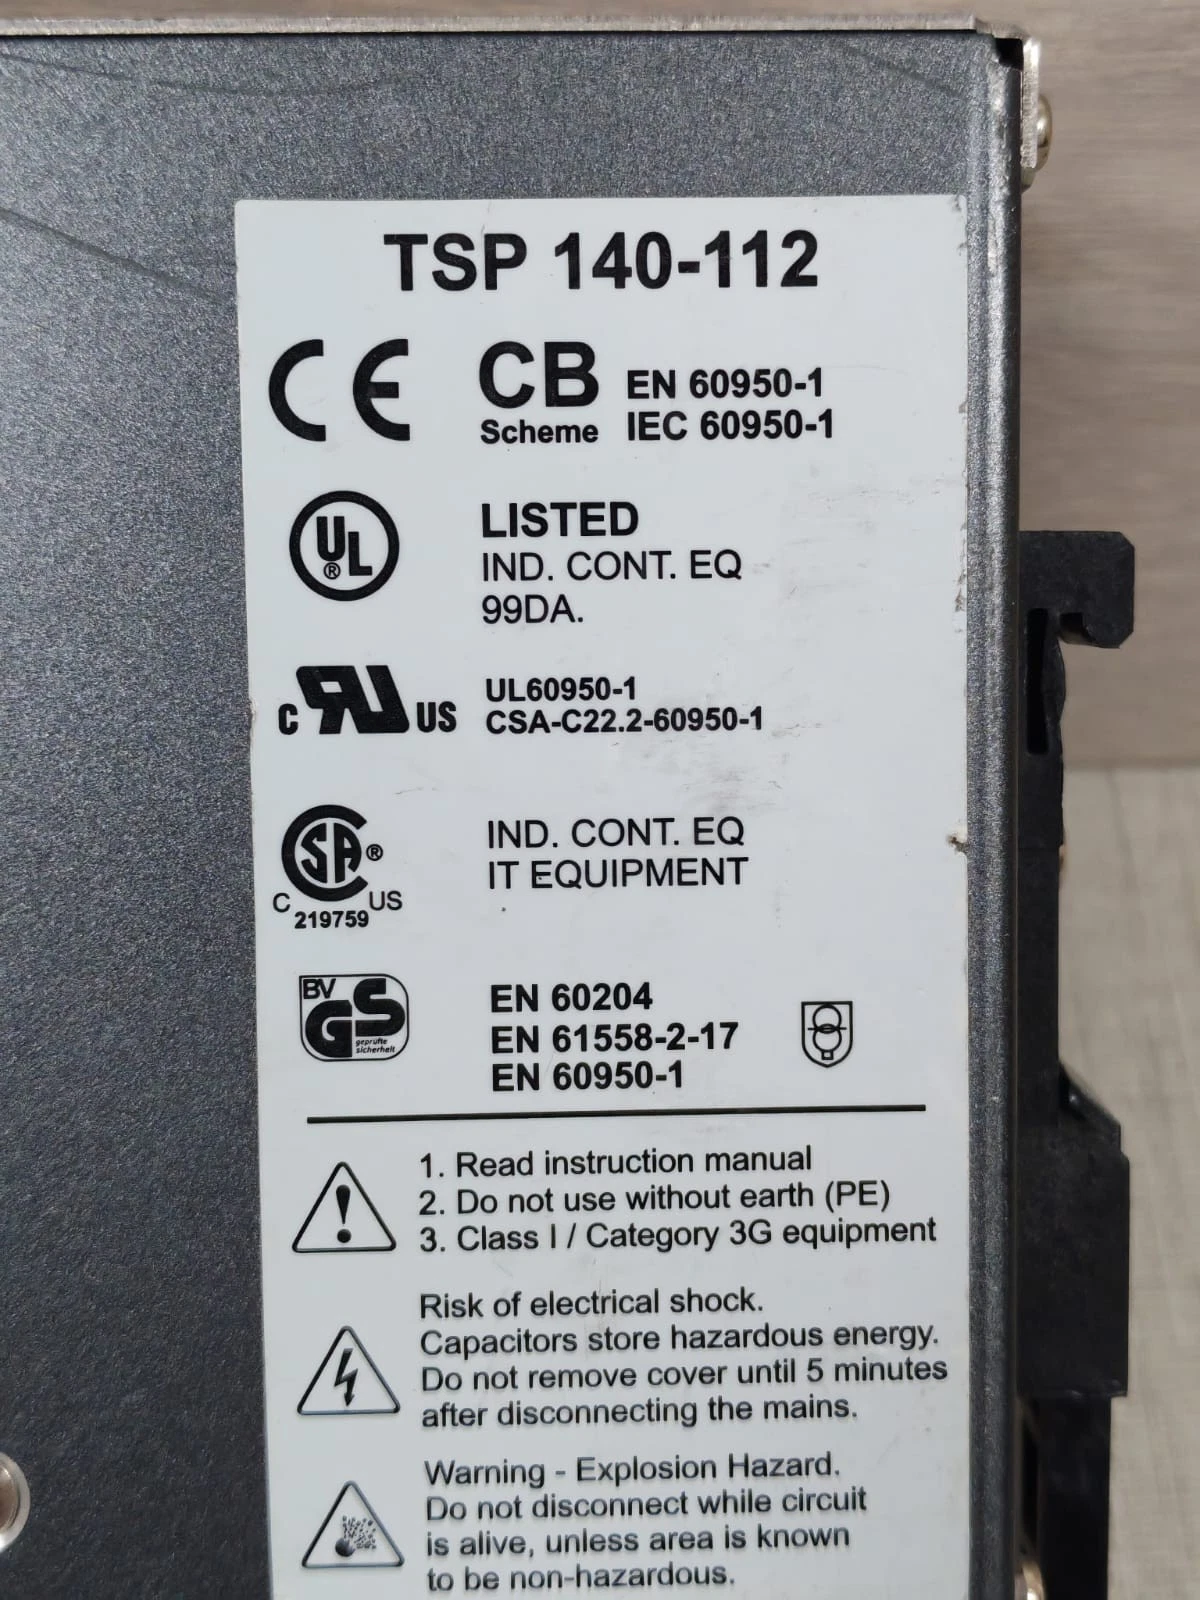 TSP 140-112
CE
CB
Scheme
EN 60950-1
IEC 60950-1
UL
®
LISTED
IND. CONT. EQ
99DA.
C RU US
UL60950-1
CSA-C22.2-60950-1
CSA ®
C US
219759
IND. CONT. EQ
IT EQUIPMENT
BV
GS
geprüfte
sicherheit
EN 60204
EN 61558-2-17
EN 60950-1
1. Read instruction manual
2. Do not use without earth (PE)
3. Class I / Category 3G equipment
Risk of electrical shock.
Capacitors store hazardous energy.
Do not remove cover until 5 minutes
after disconnecting the mains.
Warning - Explosion Hazard.
Do not disconnect while circuit
is alive, unless area is known
to be non-hazardous.